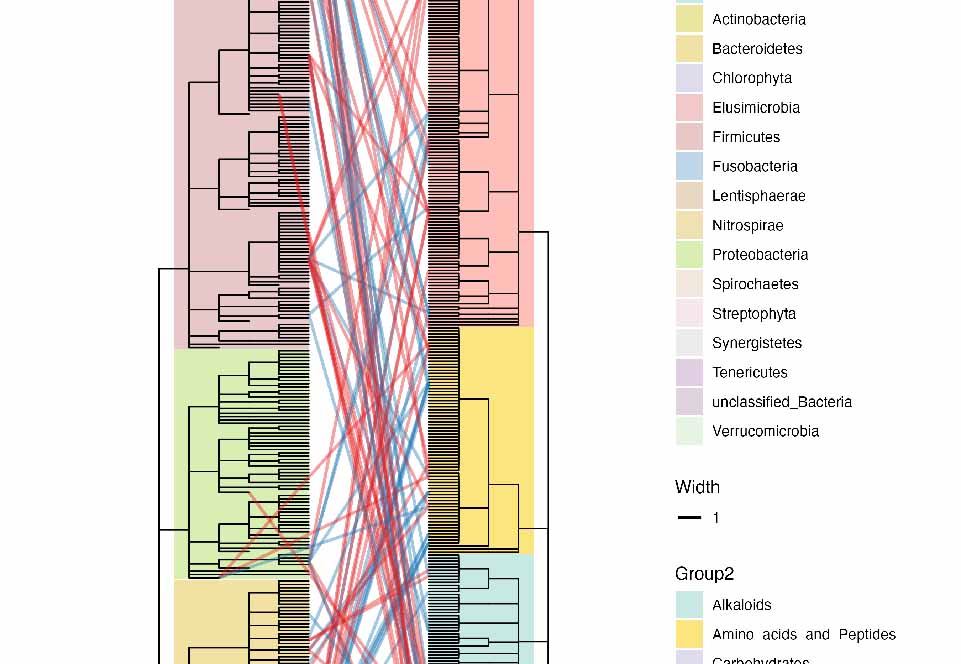 Actinobacteria
Bacteroidetes
Chlorophyta
Elusimicrobia
Firmicutes
Fusobacteria
Lentisphaerae
Nitrospirae
Proteobacteria
Spirochaetes
Streptophyta
Synergistetes
Tenericutes
unclassified_Bacteria
Verrucomicrobia
Width
1
Group2
Alkaloids
Amino acids and Peptides
Carbohydrates